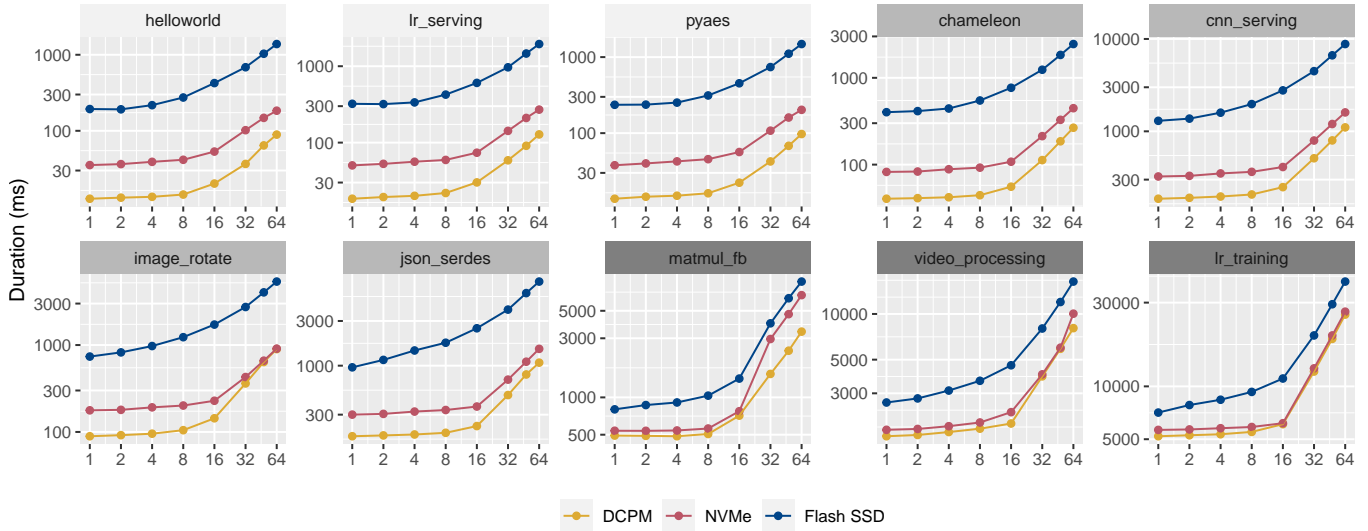 helloworld
lr_serving
pyaes
chameleon
cnn_serving
1000
300
100
30
1 2 4 8 16 32 64
1000
300
100
30
1 2 4 8 16 32 64
1000
300
100
30
1 2 4 8 16 32 64
3000
1000
300
100
1 2 4 8 16 32 64
10000
1000
300
1 2 4 8 16 32 64
Duration (ms)
image_rotate
json_serdes
matmul_fb
video_processing
lr_training
3000
1000
300
100
1 2 4 8 16 32 64
3000
1000
300
1 2 4 8 16 32 64
5000
3000
1000
500
1 2 4 8 16 32 64
10000
5000
3000
1 2 4 8 16 32 64
30000
10000
5000
1 2 4 8 16 32 64
DCPM NVMe Flash SSD